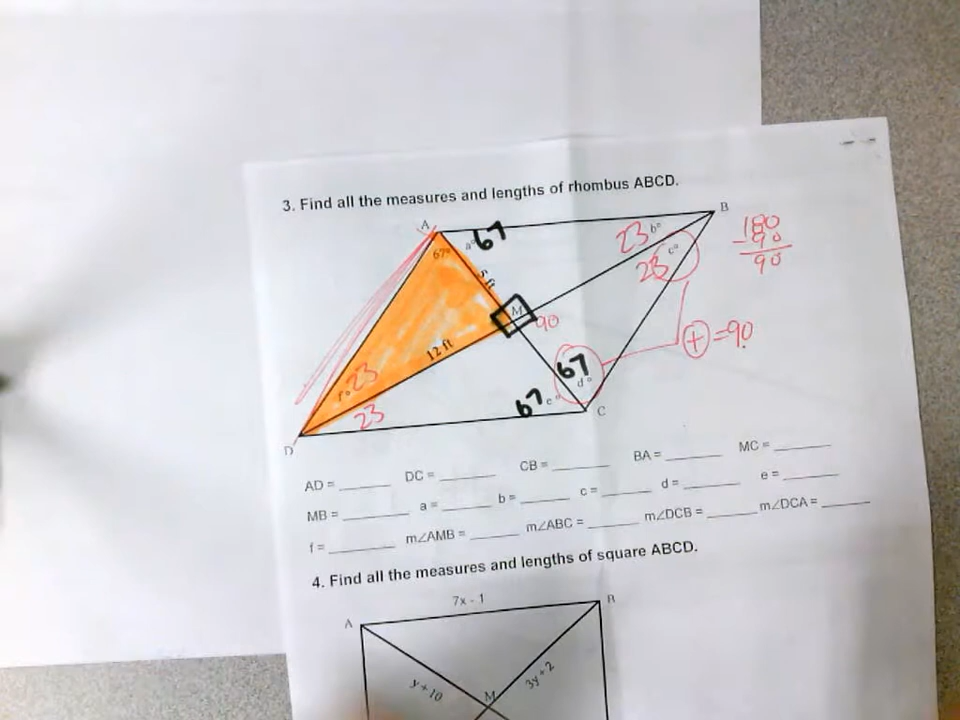 3. Find all the measures and lengths of rhombus ABCD.
A
B
67°
a°
67
23 b°
23 c°
180
-90
90
5 ft
M
90
12 ft
+ =90
f° 23
23
67
d°
67 e°
C
D
AD = ______ DC = ______ CB = ______ BA = ______ MC = ______
MB = ______ a = ______ b = ______ c = ______ d = ______ e = ______
f = ______ m∠AMB = ______ m∠ABC = ______ m∠DCB = ______ m∠DCA = ______
4. Find all the measures and lengths of square ABCD.
7x - 1
A
B
y + 10
M
3y + 2